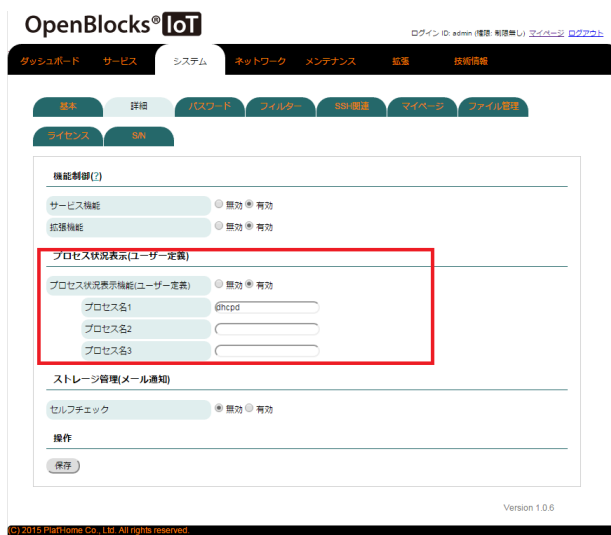 OpenBlocks® IoT
ログイン ID: admin (権限: 制限無し) マイページ ログアウト
ダッシュボード サービス システム ネットワーク メンテナンス 拡張 技術情報
基本 詳細 パスワード フィルター SSH関連 マイページ ファイル管理
ライセンス S/N
機能制御(?)
サービス機能 無効 有効
拡張機能 無効 有効
プロセス状況表示(ユーザー定義)
プロセス状況表示機能(ユーザー定義) 無効 有効
プロセス名1 dhcpd
プロセス名2
プロセス名3
ストレージ管理(メール通知)
セルフチェック 無効 有効
操作
保存
Version 1.0.6
(C) 2015 Plat'Home Co., Ltd. All rights reserved.